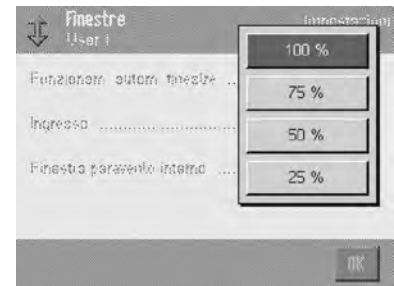 Finestre
Impostazioni
User 1
100 %
Funzionam. autom. finestre ..
75 %
Ingresso ........................
50 %
Finestra paravento interno ....
25 %
OK